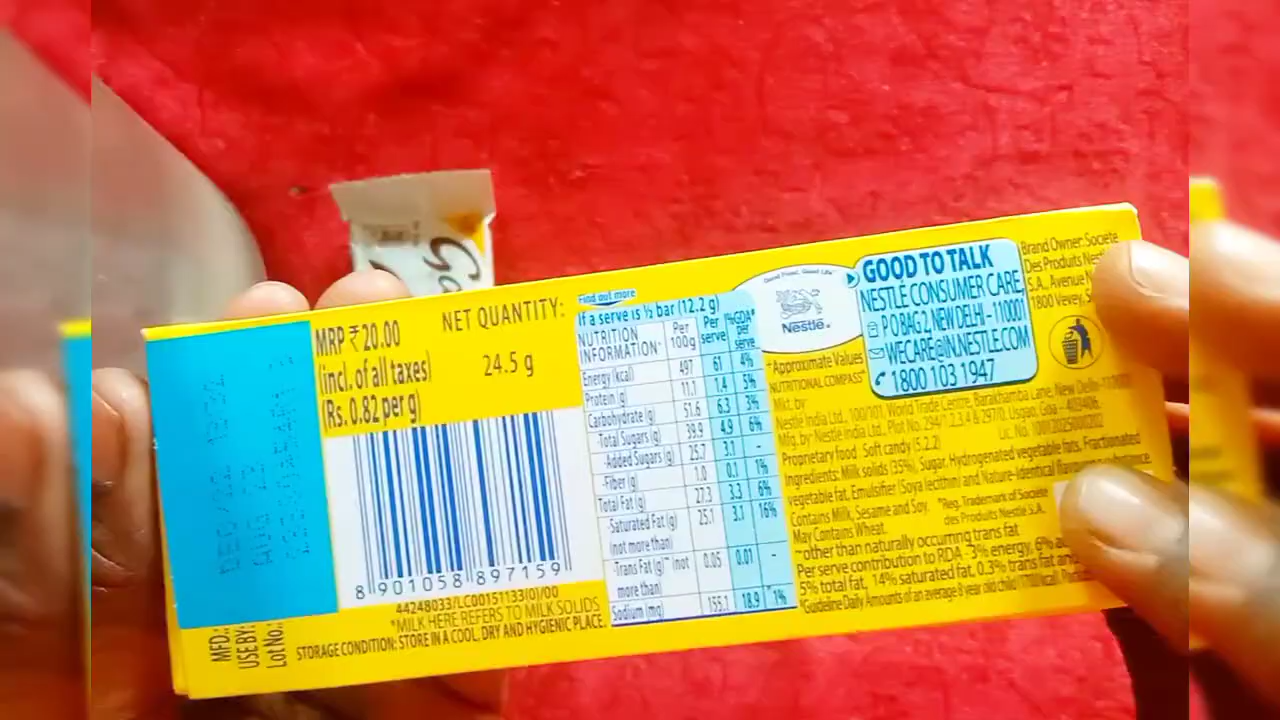 MRP ₹20.00
(incl. of all taxes)
(Rs. 0.82 per g)
NET QUANTITY:
24.5 g
8 901058 897159
44248033/LC00151133(0)/00
*MILK HERE REFERS TO MILK SOLIDS
STORAGE CONDITION: STORE IN A COOL, DRY AND HYGIENIC PLACE.
MFD.:
USE BY:
Lot No.:
Find out more
If a serve is ½ bar (12.2 g)
NUTRITION INFORMATION* Per 100g Per serve %GDA* per serve
Energy (kcal) 497 61 4%
Protein (g) 11.1 1.4 5%
Carbohydrate (g) 51.6 6.3 3%
-Total Sugars (g) 39.9 4.9 6%
-Added Sugars (g) 25.7 3.1 -
-Fiber (g) 1.0 0.1 1%
Total Fat (g) 27.3 3.3 6%
-Saturated Fat (g) (not more than) 25.1 3.1 16%
-Trans Fat (g)** (not more than) 0.05 0.01 -
Sodium (mg) 155.1 18.9 1%
Good Food, Good Life
Nestlé®
GOOD TO TALK
NESTLÉ CONSUMER CARE,
P O BAG 2, NEW DELHI – 110001
WECARE@IN.NESTLE.COM
1800 103 1947
Brand Owner: Société
Des Produits
S.A., Avenue
1800 Vevey,
*Approximate Values
NUTRITIONAL COMPASS*
Mkt. by
Nestlé India Ltd., 100/101, World Trade Centre, Barakhamba Lane, New Delhi-
Mfg. by: Nestlé India Ltd., Plot No. 294/1,2,3,4 & 297/0, Usgao, Goa – 403406.
Lic. No. 10012025000202
Proprietary food Soft candy (5.2.2)
Ingredients: Milk solids (35%), Sugar, Hydrogenated vegetable fats, Fractionated
vegetable fat, Emulsifier (Soya lecithin) and Nature-Identical flavouring substance.
Contains Milk, Sesame and Soy.
May Contains Wheat.
*Reg. Trademark of Société
des Produits Nestlé S.A.
**other than naturally occurring trans fat
Per serve contribution to RDA -3% energy, 6%
5% total fat, 14% saturated fat, 0.3% trans fat
*Guideline Daily Amounts of an average 8 year old child